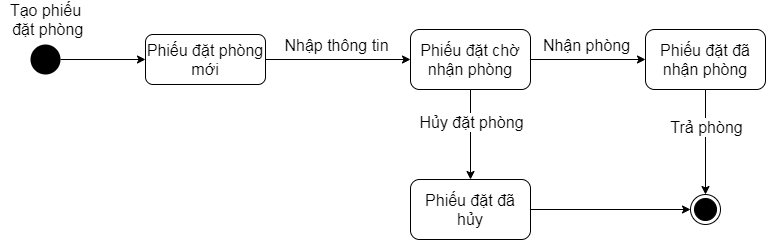 Tạo phiếu
đặt phòng
Phiếu đặt phòng
mới
Nhập thông tin
Phiếu đặt chờ
nhận phòng
Nhận phòng
Phiếu đặt đã
nhận phòng
Hủy đặt phòng
Trả phòng
Phiếu đặt đã
hủy